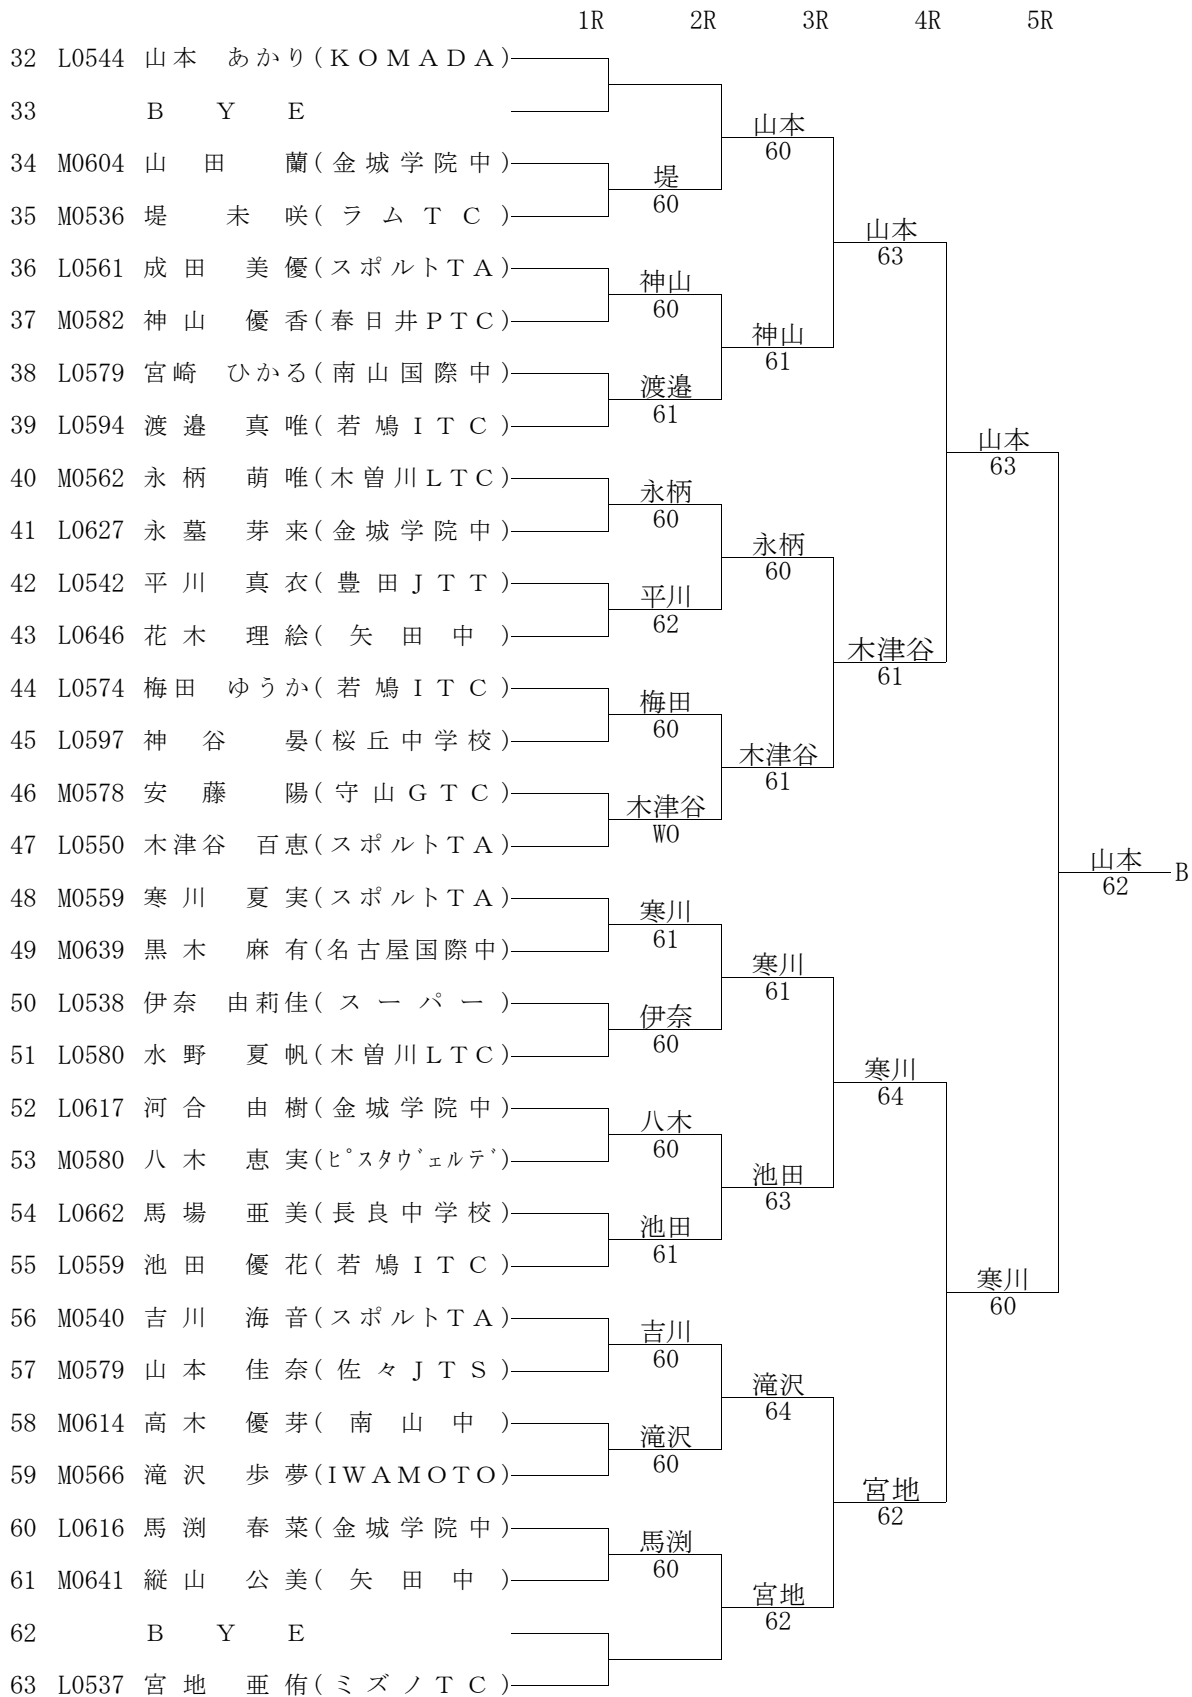 1R 2R 3R 4R 5R
32 L0544 山本 あかり(KOMADA)
33 BYE
山本
60
34 M0604 山田 蘭(金城学院中)
堤
60
35 M0536 堤 未咲(ラムTC)
山本
63
36 L0561 成田 美優(スポルトTA)
神山
60
37 M0582 神山 優香(春日井PTC)
神山
61
38 L0579 宮崎 ひかる(南山国際中)
渡邉
61
39 L0594 渡邉 真唯(若鳩ITC)
山本
63
40 M0562 永柄 萌唯(木曽川LTC)
永柄
60
41 L0627 永墓 芽来(金城学院中)
永柄
60
42 L0542 平川 真衣(豊田JTT)
平川
62
43 L0646 花木 理絵(矢田中)
木津谷
61
44 L0574 梅田 ゆうか(若鳩ITC)
梅田
60
45 L0597 神谷 晏(桜丘中学校)
木津谷
61
46 M0578 安藤 陽(守山GTC)
木津谷
WO
47 L0550 木津谷 百恵(スポルトTA)
山本
62
B
48 M0559 寒川 夏実(スポルトTA)
寒川
61
49 M0639 黒木 麻有(名古屋国際中)
寒川
61
50 L0538 伊奈 由莉佳(スーパー)
伊奈
60
51 L0580 水野 夏帆(木曽川LTC)
寒川
64
52 L0617 河合 由樹(金城学院中)
八木
60
53 M0580 八木 恵実(ピスタヴェルデ)
池田
63
54 L0662 馬場 亜美(長良中学校)
池田
61
55 L0559 池田 優花(若鳩ITC)
寒川
60
56 M0540 吉川 海音(スポルトTA)
吉川
60
57 M0579 山本 佳奈(佐々JTS)
滝沢
64
58 M0614 高木 優芽(南山中)
滝沢
60
59 M0566 滝沢 歩夢(IWAMOTO)
宮地
62
60 L0616 馬渕 春菜(金城学院中)
馬渕
60
61 M0641 縦山 公美(矢田中)
宮地
62
62 BYE
63 L0537 宮地 亜侑(ミズノTC)